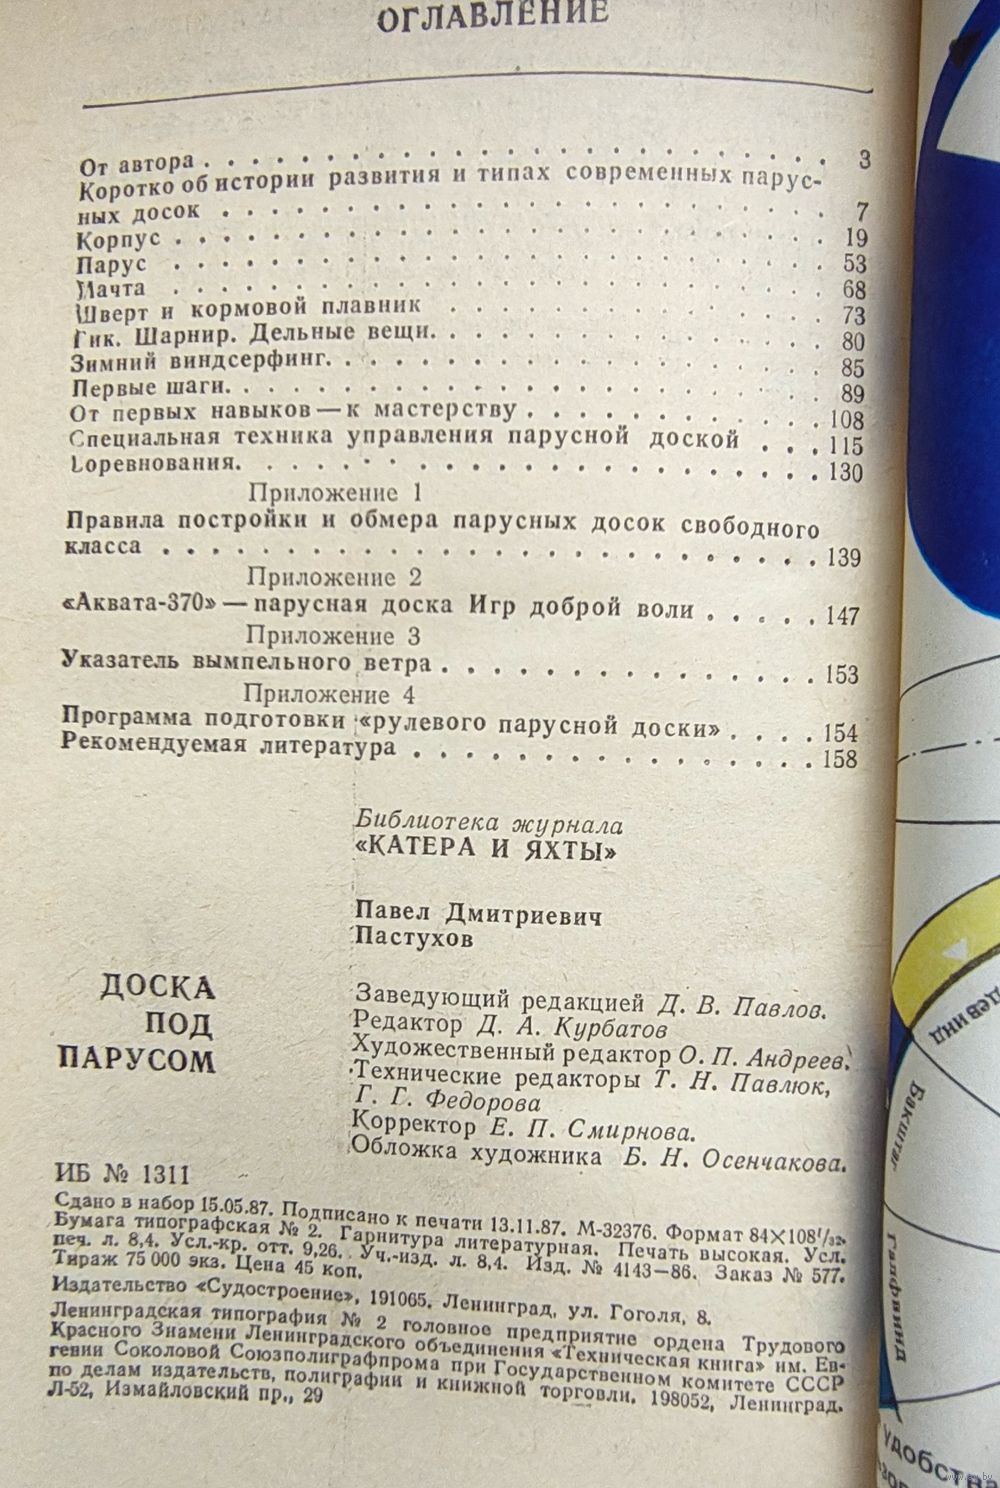 ОГЛАВЛЕНИЕ
От автора . . . . . . . . . . . . . . . . . . . . . . 3
Коротко об истории развития и типах современных парус-
ных досок . . . . . . . . . . . . . . . . . . . . . . 7
Корпус . . . . . . . . . . . . . . . . . . . . . . . 19
Парус . . . . . . . . . . . . . . . . . . . . . . . 53
Мачта . . . . . . . . . . . . . . . . . . . . . . . 68
Шверт и кормовой плавник . . . . . . . . . . . . . 73
Гик. Шарнир. Дельные вещи. . . . . . . . . . . . . 80
Зимний виндсерфинг. . . . . . . . . . . . . . . . . 85
Первые шаги. . . . . . . . . . . . . . . . . . . . . 89
От первых навыков — к мастерству . . . . . . . . . . 108
Специальная техника управления парусной доской . . . 115
Соревнования. . . . . . . . . . . . . . . . . . . . . 130
Приложение 1
Правила постройки и обмера парусных досок свободного
класса . . . . . . . . . . . . . . . . . . . . . . . 139
Приложение 2
«Аквата-370» — парусная доска Игр доброй воли . . . . . 147
Приложение 3
Указатель вымпельного ветра . . . . . . . . . . . . . 153
Приложение 4
Программа подготовки «рулевого парусной доски» . . . . 154
Рекомендуемая литература . . . . . . . . . . . . . . 158
Библиотека журнала
«КАТЕРА И ЯХТЫ»
Павел Дмитриевич
Пастухов
ДОСКА
ПОД
ПАРУСОМ
Заведующий редакцией Д. В. Павлов.
Редактор Д. А. Курбатов
Художественный редактор О. П. Андреев.
Технические редакторы Т. Н. Павлюк,
Г. Г. Федорова
Корректор Е. П. Смирнова.
Обложка художника Б. Н. Осенчакова.
ИБ № 1311
Сдано в набор 15.05.87. Подписано к печати 13.11.87. М-32376. Формат 84×108 1/32.
Бумага типографская № 2. Гарнитура литературная. Печать высокая. Усл.
печ. л. 8,4. Усл.-кр. отт. 9,26. Уч.-изд. л. 8,4. Изд. № 4143—86. Заказ № 577.
Тираж 75 000 экз. Цена 45 коп.
Издательство «Судостроение», 191065, Ленинград, ул. Гоголя, 8.
Ленинградская типография № 2 головное предприятие ордена Трудового
Красного Знамени Ленинградского объединения «Техническая книга» им. Ев-
гении Соколовой Союзполиграфпрома при Государственном комитете СССР
по делам издательств, полиграфии и книжной торговли. 198052, Ленинград,
Л-52, Измайловский пр., 29
Бакштаг
Галфвинд
удобства